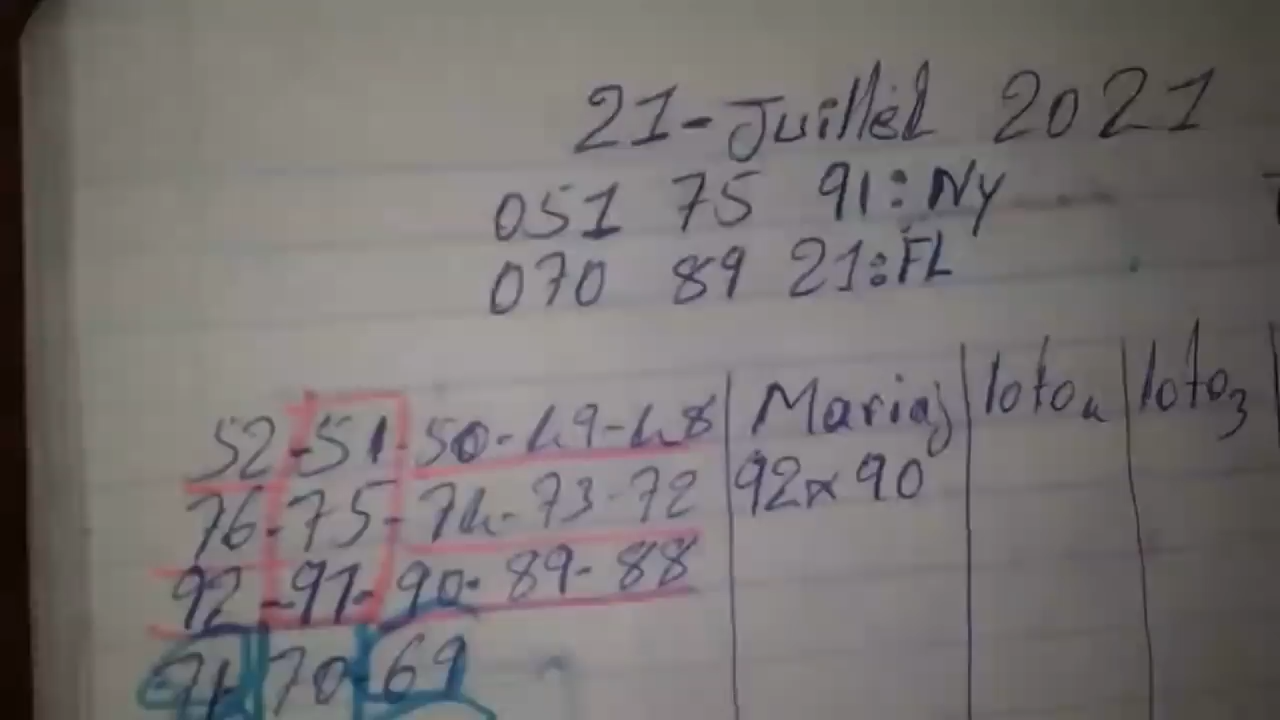 21-Juillet 2021
051 75 91: NY
070 89 21: FL
52-51-50-49-48 Mariaj loto4 loto3
76-75-74-73-72 92x90
92-91-90-89-88
71-70-69